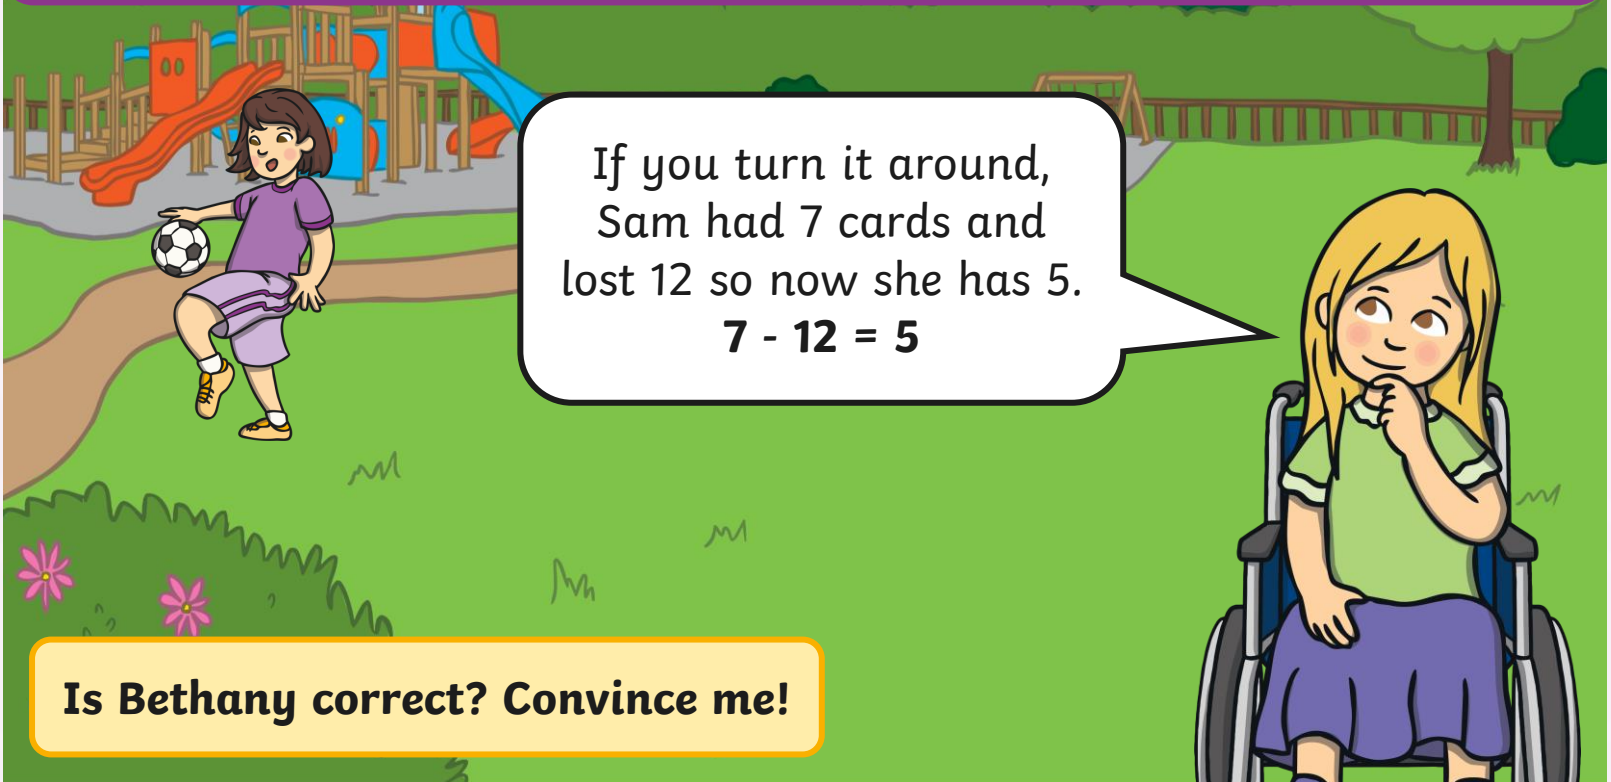 If you turn it around,
Sam had 7 cards and
lost 12 so now she has 5.
7 - 12 = 5
Is Bethany correct? Convince me!